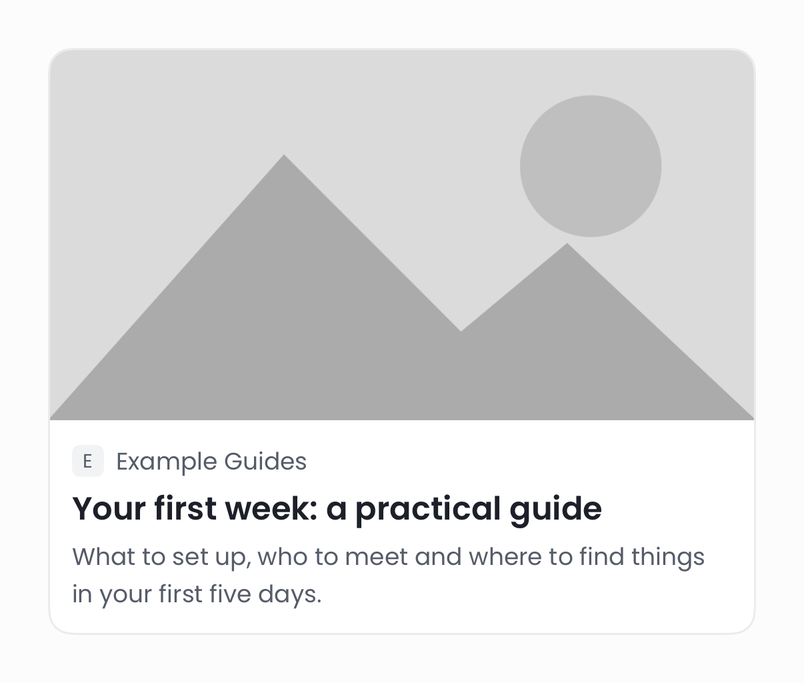 E Example Guides
Your first week: a practical guide
What to set up, who to meet and where to find things
in your first five days.